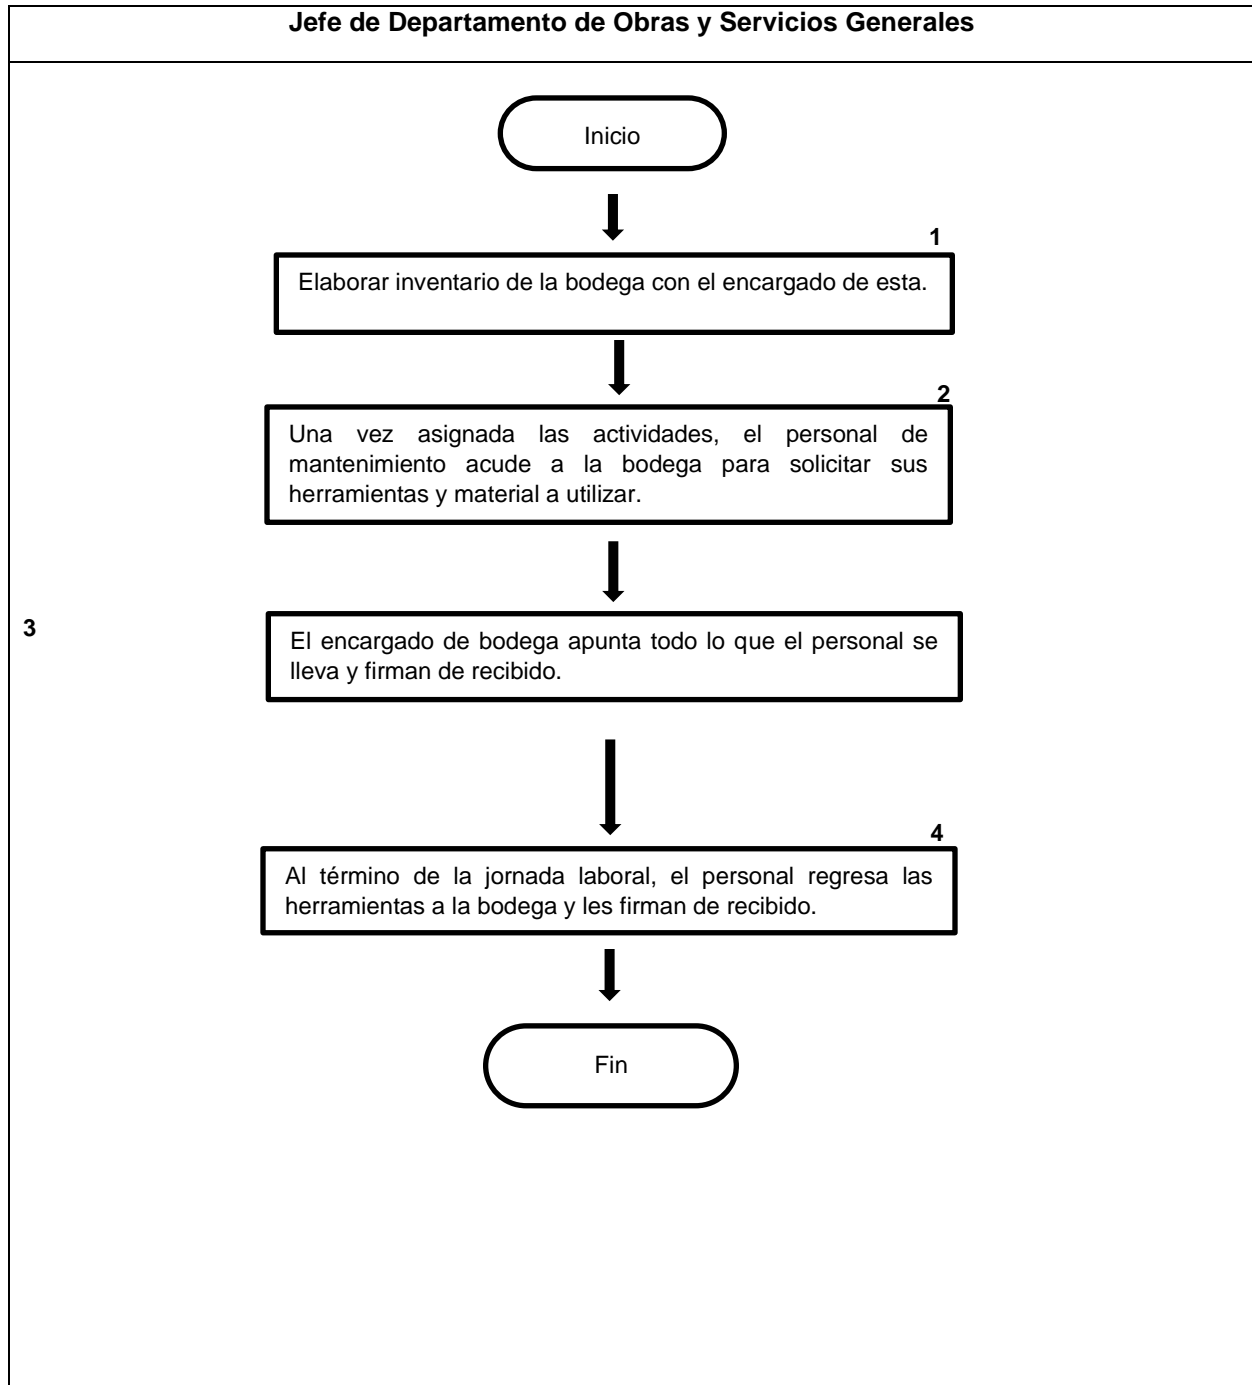 Jefe de Departamento de Obras y Servicios Generales
Inicio
1
Elaborar inventario de la bodega con el encargado de esta.
2
Una vez asignada las actividades, el personal de
mantenimiento acude a la bodega para solicitar sus
herramientas y material a utilizar.
3
El encargado de bodega apunta todo lo que el personal se
lleva y firman de recibido.
4
Al término de la jornada laboral, el personal regresa las
herramientas a la bodega y les firman de recibido.
Fin